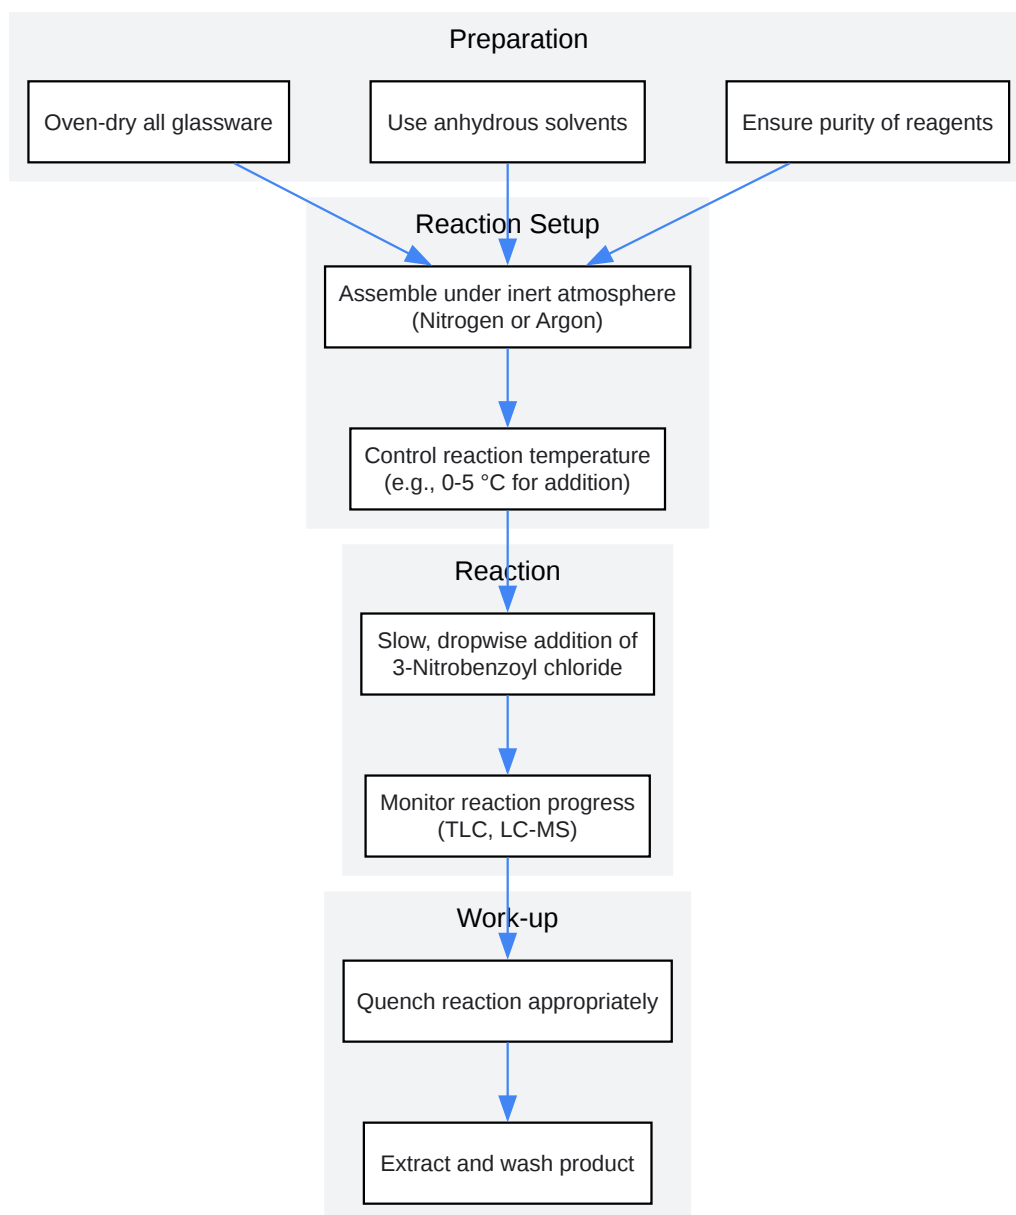 Preparation
Oven-dry all glassware
Use anhydrous solvents
Ensure purity of reagents
Reaction Setup
Assemble under inert atmosphere
(Nitrogen or Argon)
Control reaction temperature
(e.g., 0-5 °C for addition)
Reaction
Slow, dropwise addition of
3-Nitrobenzoyl chloride
Monitor reaction progress
(TLC, LC-MS)
Work-up
Quench reaction appropriately
Extract and wash product